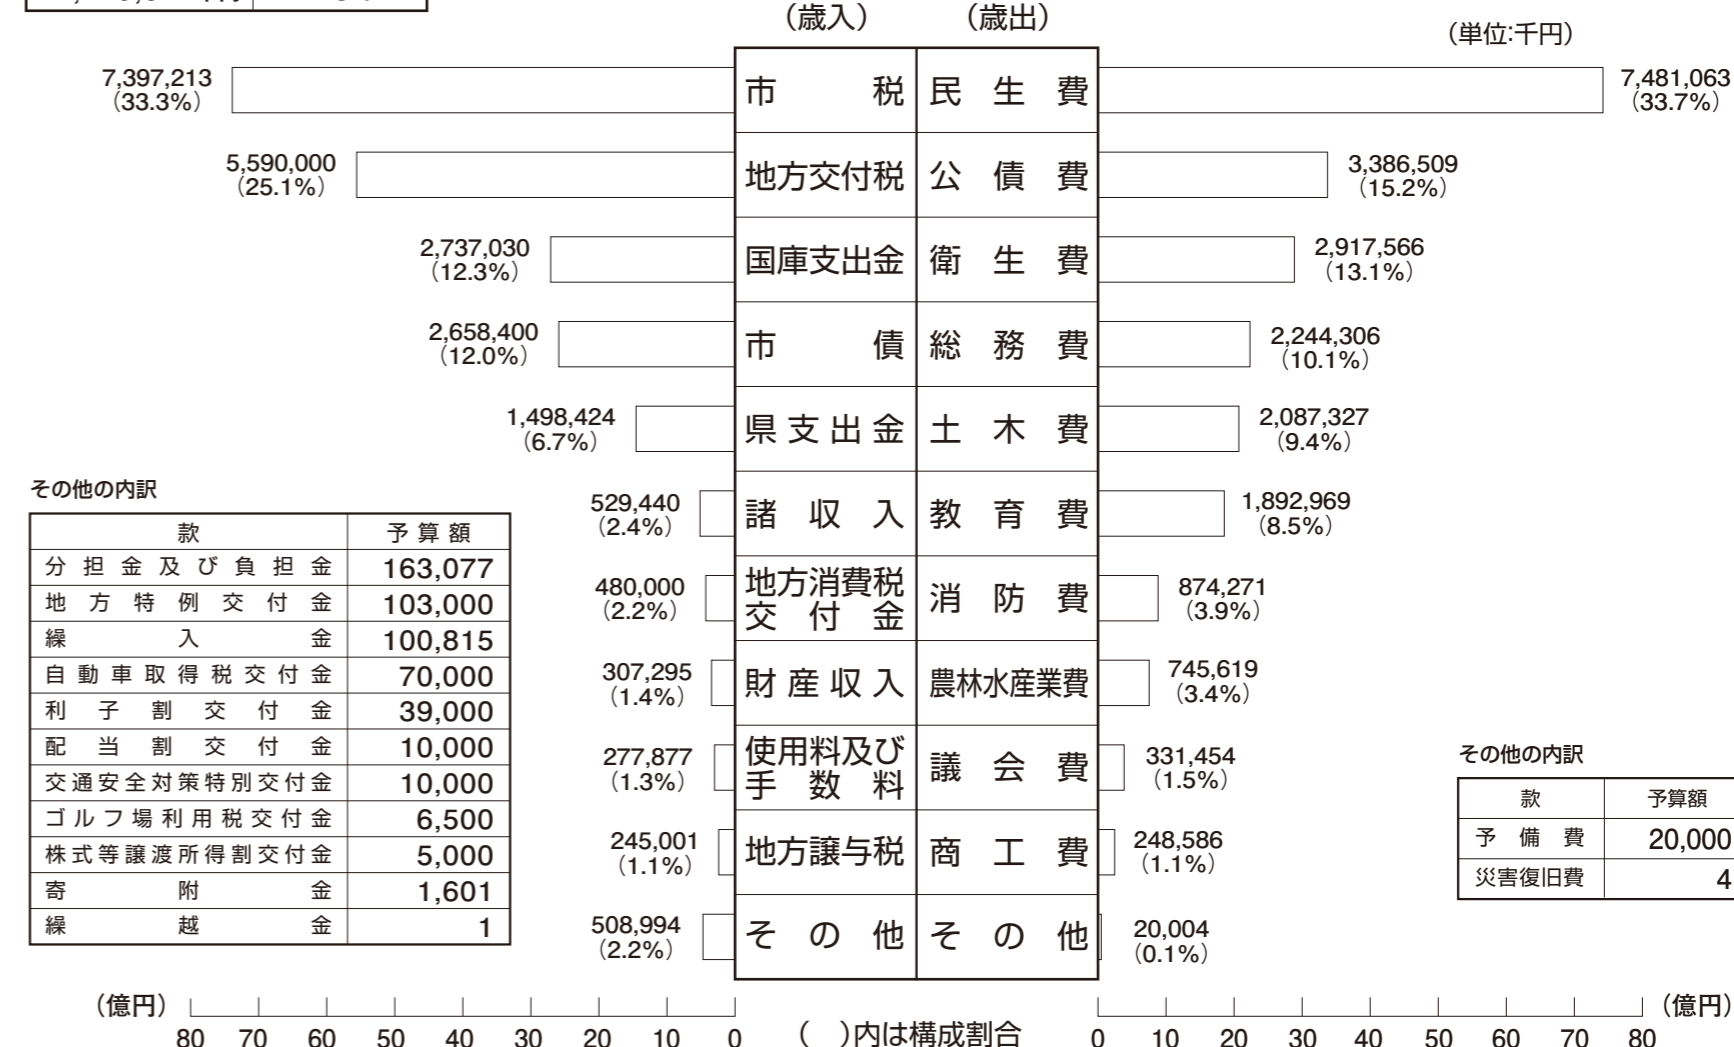 （歳入）　（歳出）
（単位:千円）
7,397,213
（33.3%）
市税
民生費
7,481,063
（33.7%）
5,590,000
（25.1%）
地方交付税
公債費
3,386,509
（15.2%）
2,737,030
（12.3%）
国庫支出金
衛生費
2,917,566
（13.1%）
2,658,400
（12.0%）
市債
総務費
2,244,306
（10.1%）
1,498,424
（6.7%）
県支出金
土木費
2,087,327
（9.4%）
529,440
（2.4%）
諸収入
教育費
1,892,969
（8.5%）
480,000
（2.2%）
地方消費税
交付金
消防費
874,271
（3.9%）
307,295
（1.4%）
財産収入
農林水産業費
745,619
（3.4%）
277,877
（1.3%）
使用料及び
手数料
議会費
331,454
（1.5%）
245,001
（1.1%）
地方譲与税
商工費
248,586
（1.1%）
508,994
（2.2%）
その他
その他
20,004
（0.1%）
その他の内訳
款　予算額
分担金及び負担金　163,077
地方特例交付金　103,000
繰入金　100,815
自動車取得税交付金　70,000
利子割交付金　39,000
配当割交付金　10,000
交通安全対策特別交付金　10,000
ゴルフ場利用税交付金　6,500
株式等譲渡所得割交付金　5,000
寄附金　1,601
繰越金　1
その他の内訳
款　予算額
予備費　20,000
災害復旧費　4
（億円）
80 70 60 50 40 30 20 10 0
（　）内は構成割合
0 10 20 30 40 50 60 70 80
（億円）